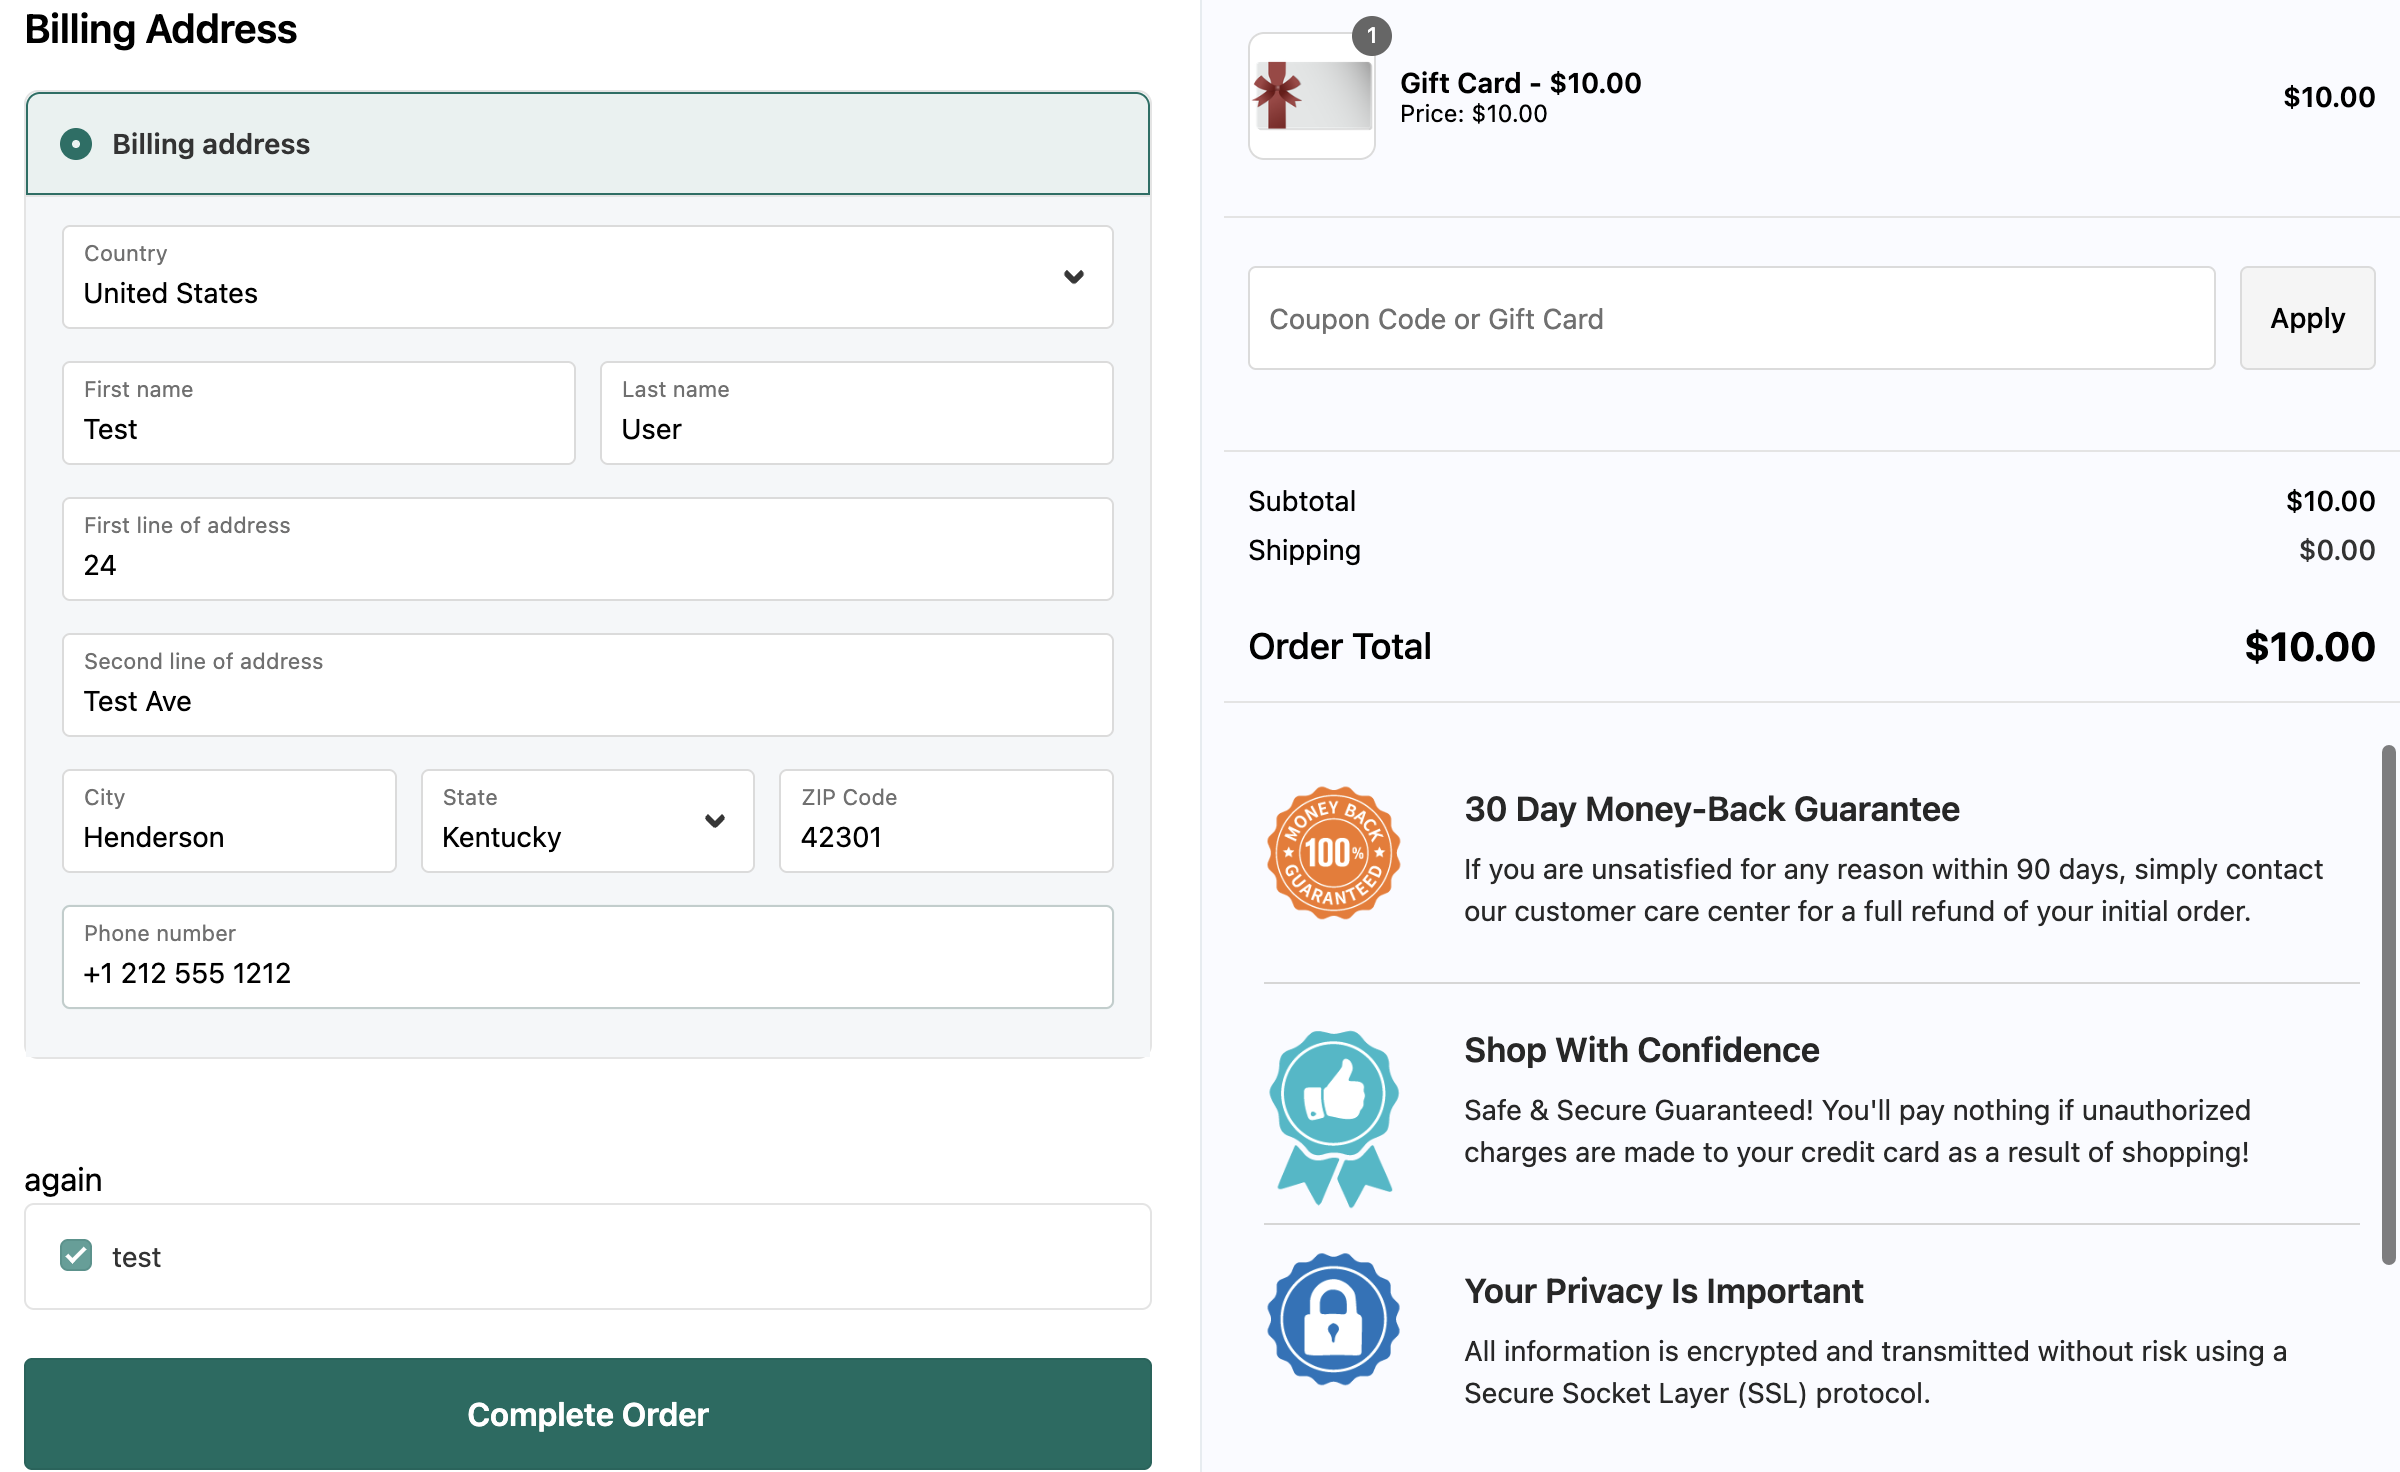 Billing Address
Billing address
Country
United States
First name
Test
Last name
User
First line of address
24
Second line of address
Test Ave
City
Henderson
State
Kentucky
ZIP Code
42301
Phone number
+1 212 555 1212
again
test
Complete Order
1
Gift Card - $10.00
Price: $10.00
$10.00
Coupon Code or Gift Card
Apply
Subtotal
$10.00
Shipping
$0.00
Order Total
$10.00
MONEY BACK
100%
GUARANTEED
30 Day Money-Back Guarantee
If you are unsatisfied for any reason within 90 days, simply contact
our customer care center for a full refund of your initial order.
Shop With Confidence
Safe & Secure Guaranteed! You'll pay nothing if unauthorized
charges are made to your credit card as a result of shopping!
Your Privacy Is Important
All information is encrypted and transmitted without risk using a
Secure Socket Layer (SSL) protocol.